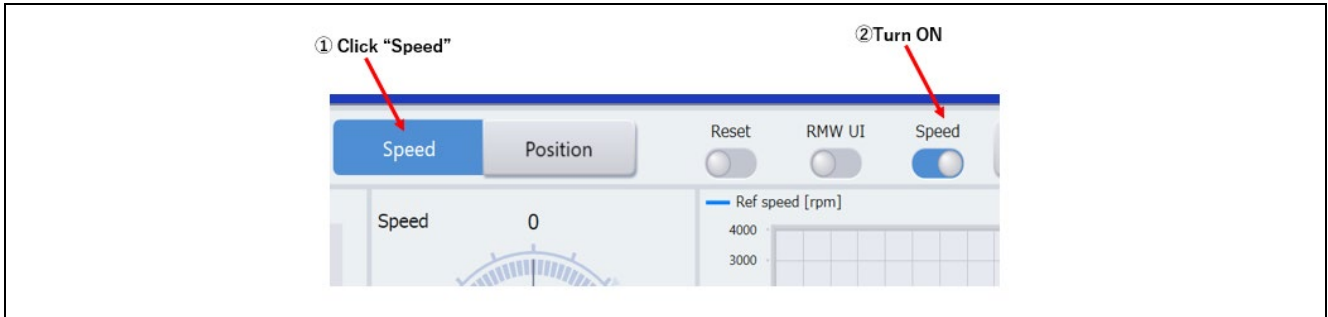 ① Click “Speed”
②Turn ON
Speed
Position
Reset
RMW UI
Speed
Speed
0
Ref speed [rpm]
4000
3000